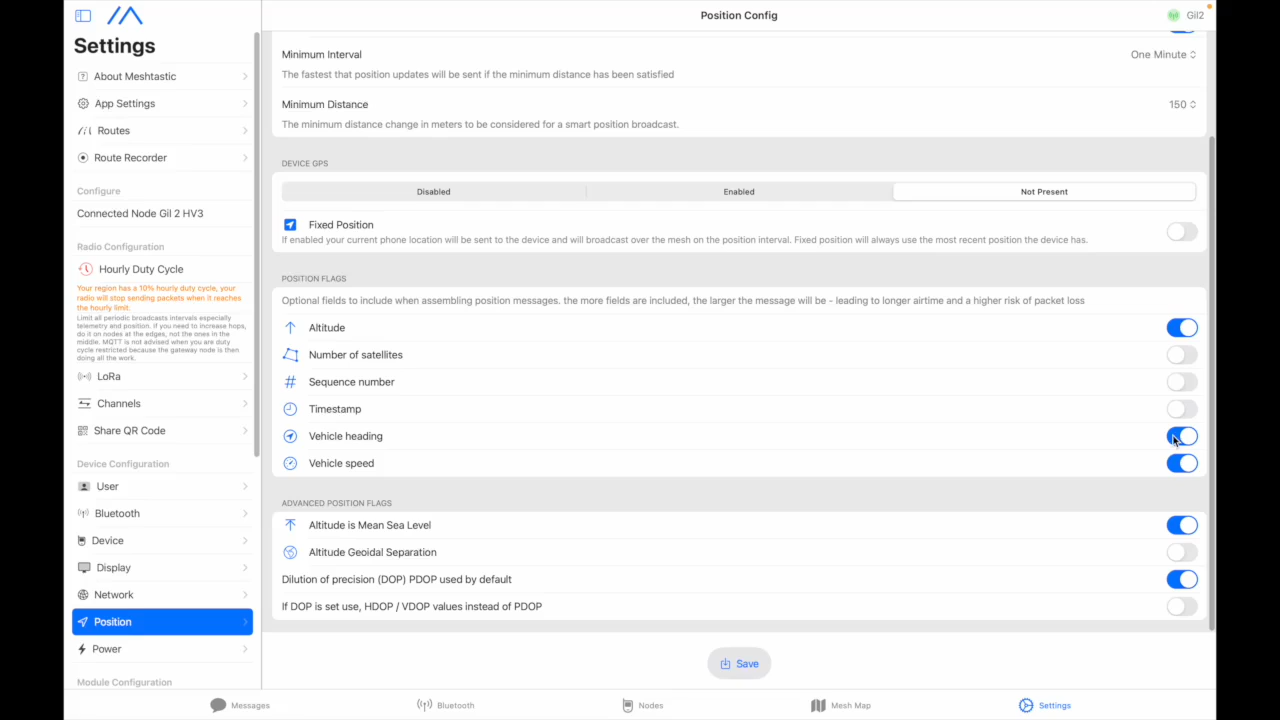 Position Config
Gil2
Settings
About Meshtastic
App Settings
Routes
Route Recorder
Configure
Connected Node Gil 2 HV3
Radio Configuration
Hourly Duty Cycle
Your region has a 10% hourly duty cycle, your
radio will stop sending packets when it reaches
the hourly limit.
Limit all periodic broadcasts intervals especially
telemetry and position. If you need to increase hops,
do it on nodes at the edges, not the ones in the
middle. MQTT is not advised when you are duty
cycle restricted because the gateway node is then
doing all the work.
LoRa
Channels
Share QR Code
Device Configuration
User
Bluetooth
Device
Display
Network
Position
Power
Module Configuration
Minimum Interval
One Minute
The fastest that position updates will be sent if the minimum distance has been satisfied
Minimum Distance
150
The minimum distance change in meters to be considered for a smart position broadcast.
DEVICE GPS
Disabled
Enabled
Not Present
Fixed Position
If enabled your current phone location will be sent to the device and will broadcast over the mesh on the position interval. Fixed position will always use the most recent position the device has.
POSITION FLAGS
Optional fields to include when assembling position messages. the more fields are included, the larger the message will be - leading to longer airtime and a higher risk of packet loss
Altitude
Number of satellites
Sequence number
Timestamp
Vehicle heading
Vehicle speed
ADVANCED POSITION FLAGS
Altitude is Mean Sea Level
Altitude Geoidal Separation
Dilution of precision (DOP) PDOP used by default
If DOP is set use, HDOP / VDOP values instead of PDOP
Save
Messages
Bluetooth
Nodes
Mesh Map
Settings